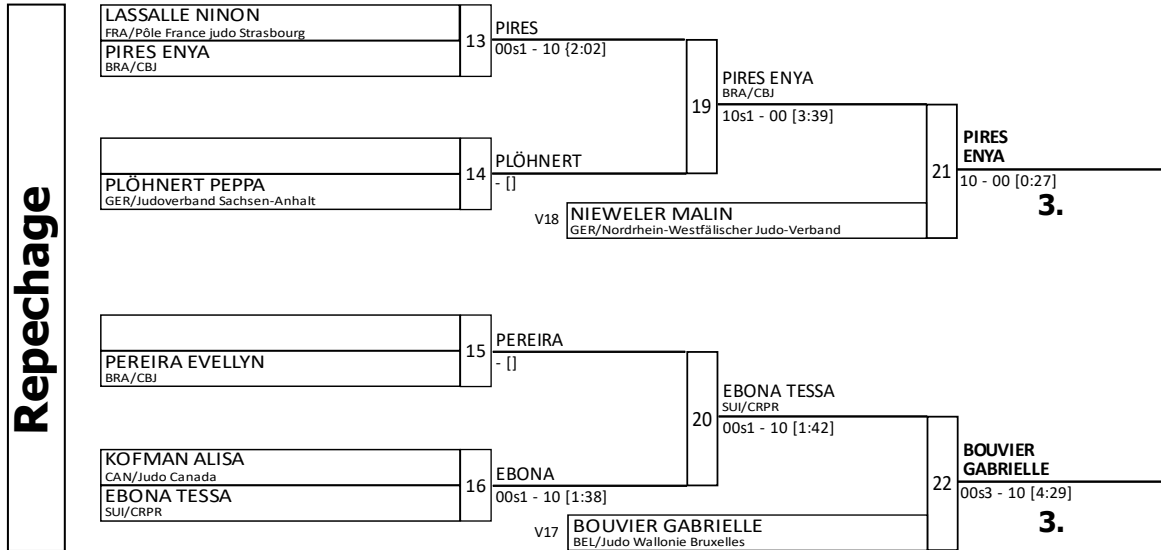 Repechage
LASSALLE NINON
FRA/Pôle France judo Strasbourg
PIRES ENYA
BRA/CBJ
13
PIRES
00s1 - 10 {2:02]
PLÖHNERT PEPPA
GER/Judoverband Sachsen-Anhalt
14
PLÖHNERT
- []
19
PIRES ENYA
BRA/CBJ
10s1 - 00 [3:39]
V18
NIEWELER MALIN
GER/Nordrhein-Westfälischer Judo-Verband
21
PIRES
ENYA
10 - 00 [0:27]
3.
PEREIRA EVELLYN
BRA/CBJ
15
PEREIRA
- []
KOFMAN ALISA
CAN/Judo Canada
EBONA TESSA
SUI/CRPR
16
EBONA
00s1 - 10 [1:38]
20
EBONA TESSA
SUI/CRPR
00s1 - 10 [1:42]
V17
BOUVIER GABRIELLE
BEL/Judo Wallonie Bruxelles
22
BOUVIER
GABRIELLE
00s3 - 10 [4:29]
3.